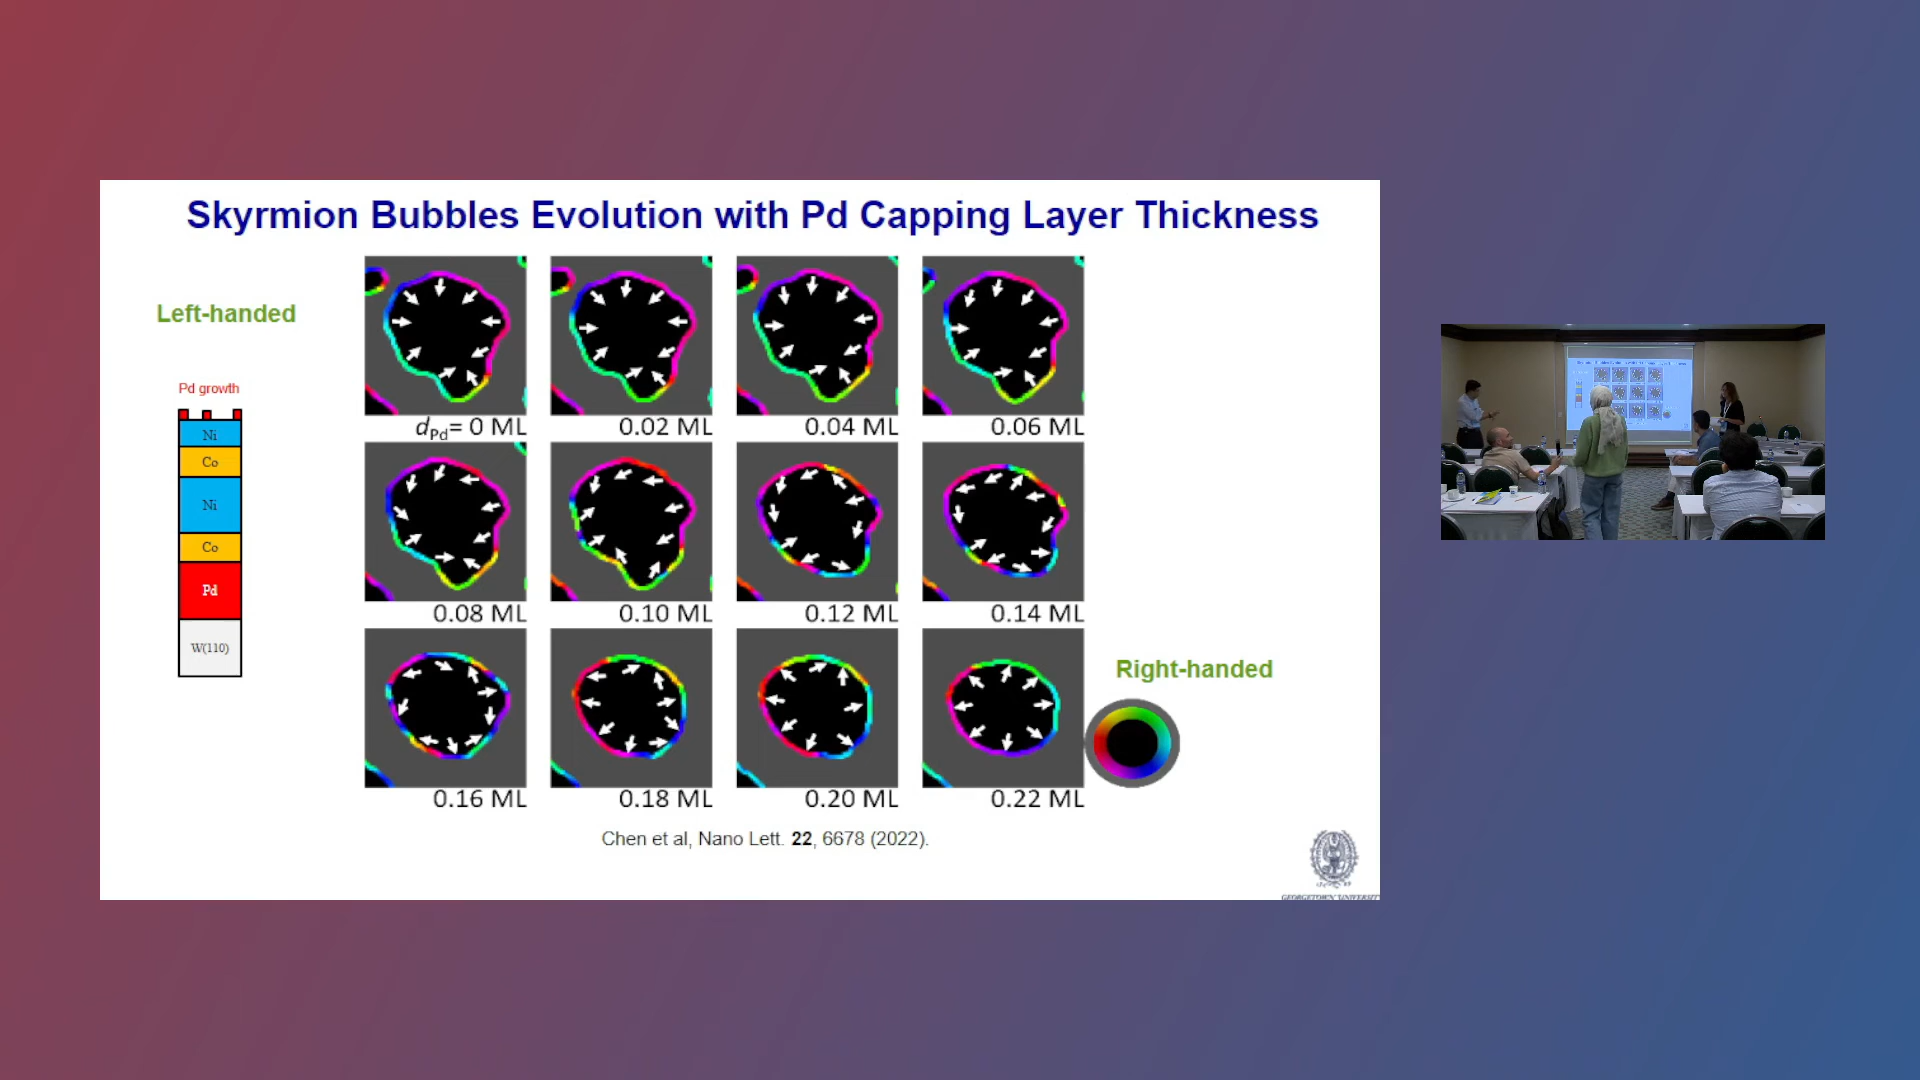 Skyrmion Bubbles Evolution with Pd Capping Layer Thickness
Left-handed
Pd growth
Ni
Co
Ni
Co
Pd
W(110)
dPd= 0 ML
0.02 ML
0.04 ML
0.06 ML
0.08 ML
0.10 ML
0.12 ML
0.14 ML
0.16 ML
0.18 ML
0.20 ML
0.22 ML
Right-handed
Chen et al, Nano Lett. 22, 6678 (2022).
GEORGETOWN UNIVERSITY